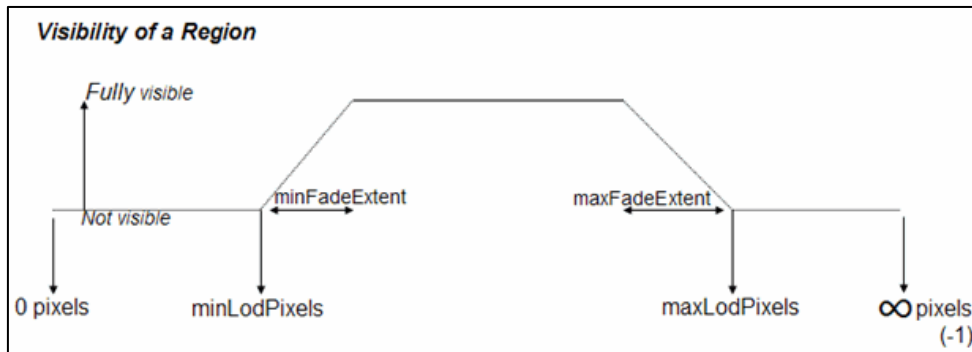 Visibility of a Region
Fully visible
minFadeExtent
maxFadeExtent
Not visible
0 pixels
minLodPixels
maxLodPixels
∞ pixels
(-1)